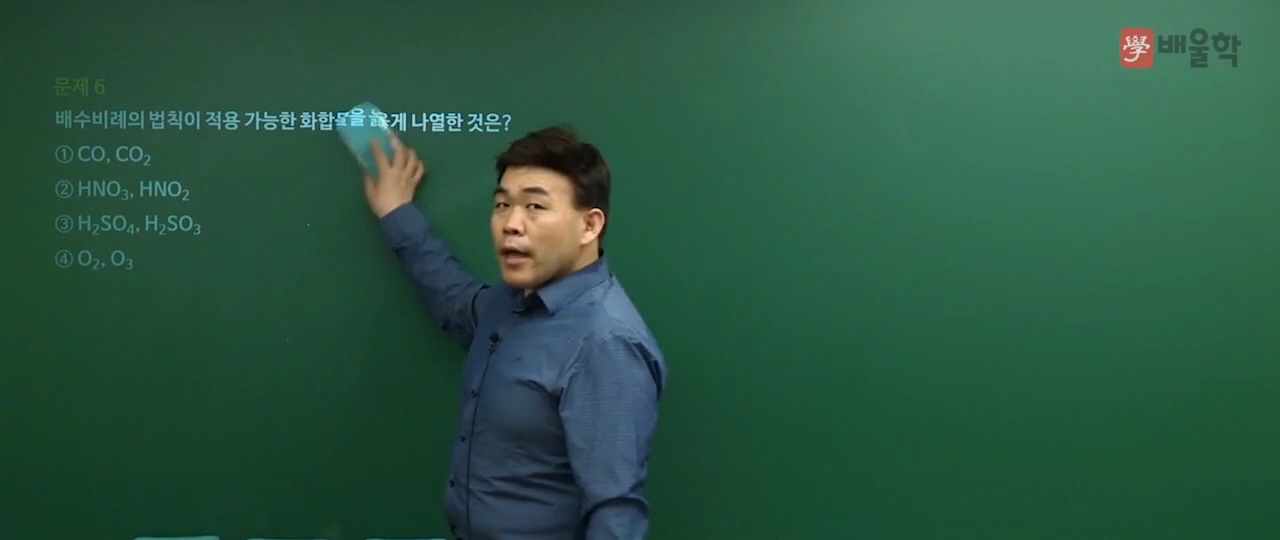 學 배울학
문제 6
배수비례의 법칙이 적용 가능한 화합물을 옳게 나열한 것은?
① CO, CO₂
② HNO₃, HNO₂
③ H₂SO₄, H₂SO₃
④ O₂, O₃